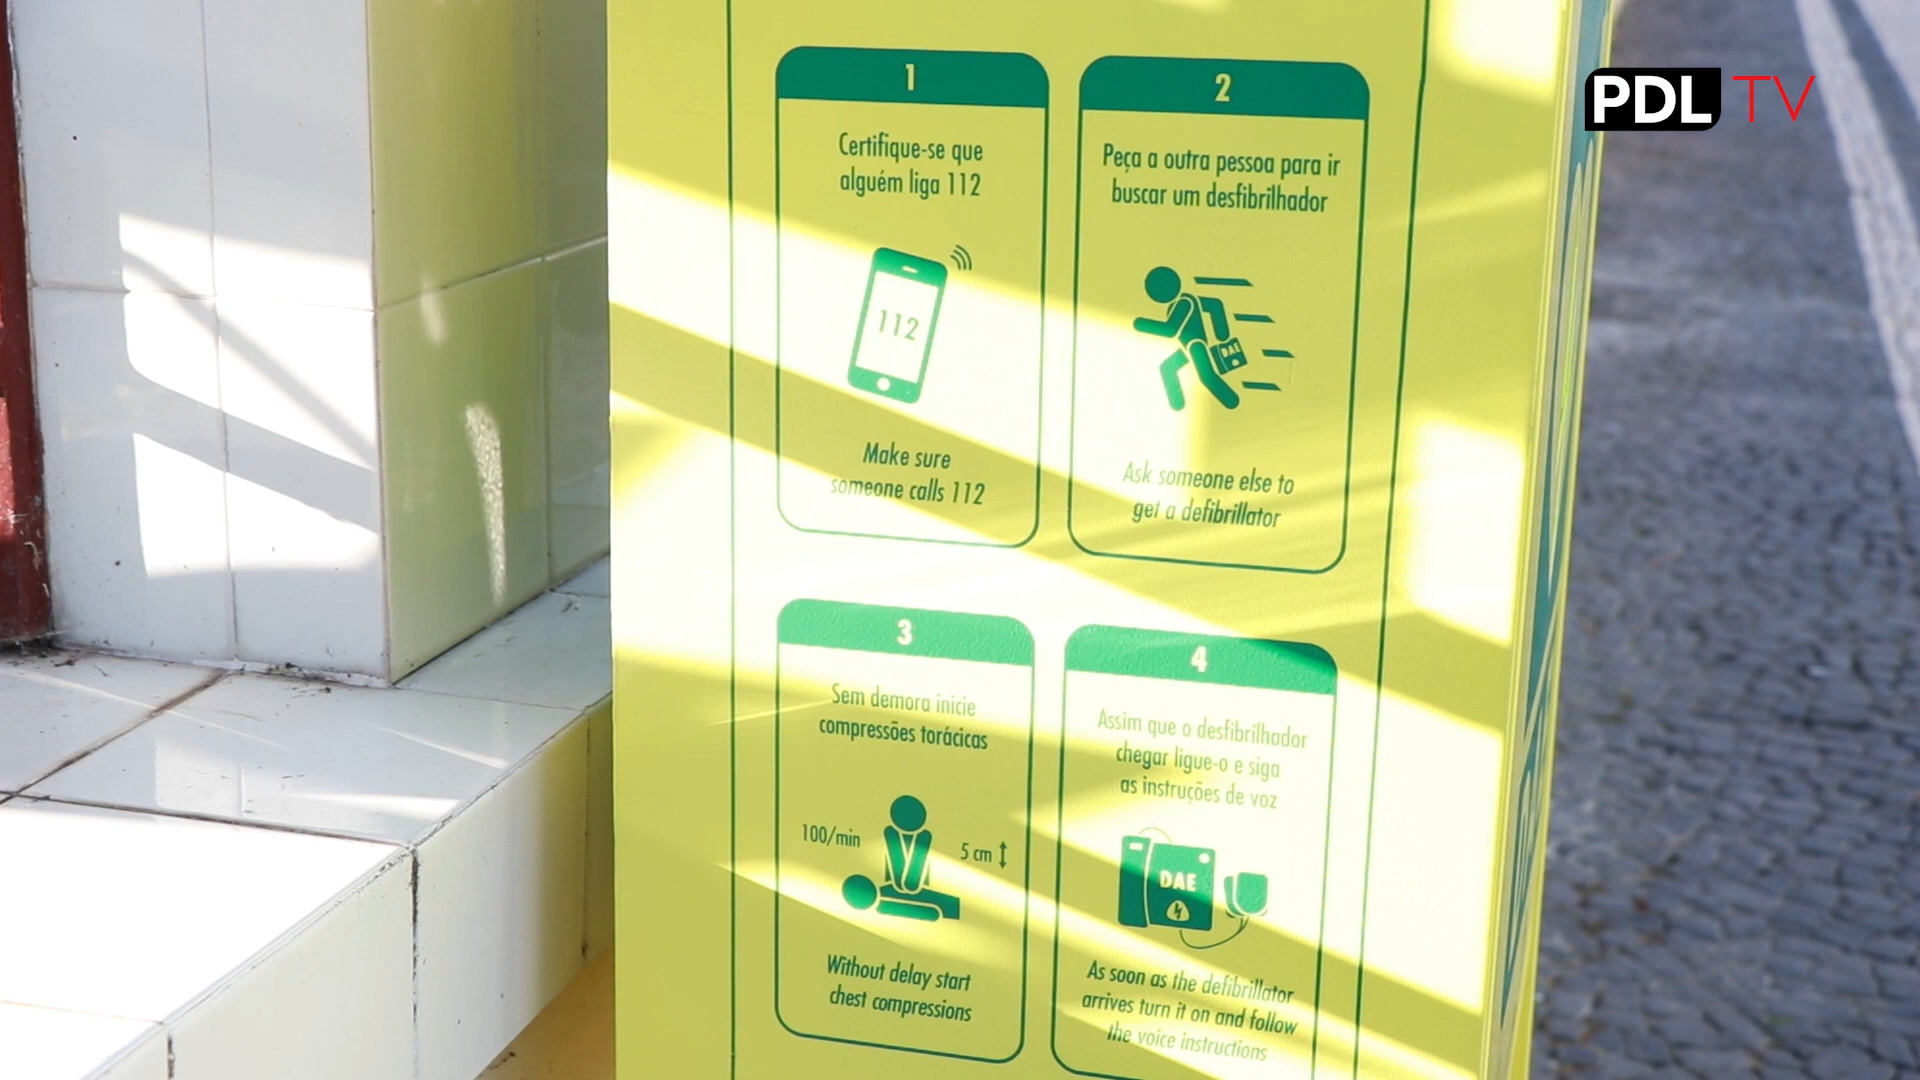 PDL TV
1
Certifique-se que
alguém liga 112
112
Make sure
someone calls 112
2
Peça a outra pessoa para ir
buscar um desfibrilhador
DAE
Ask someone else to
get a defibrillator
3
Sem demora inicie
compressões torácicas
100/min
5 cm
Without delay start
chest compressions
4
Assim que o desfibrilhador
chegar ligue-o e siga
as instruções de voz
DAE
As soon as the defibrillator
arrives turn it on and follow
the voice instructions